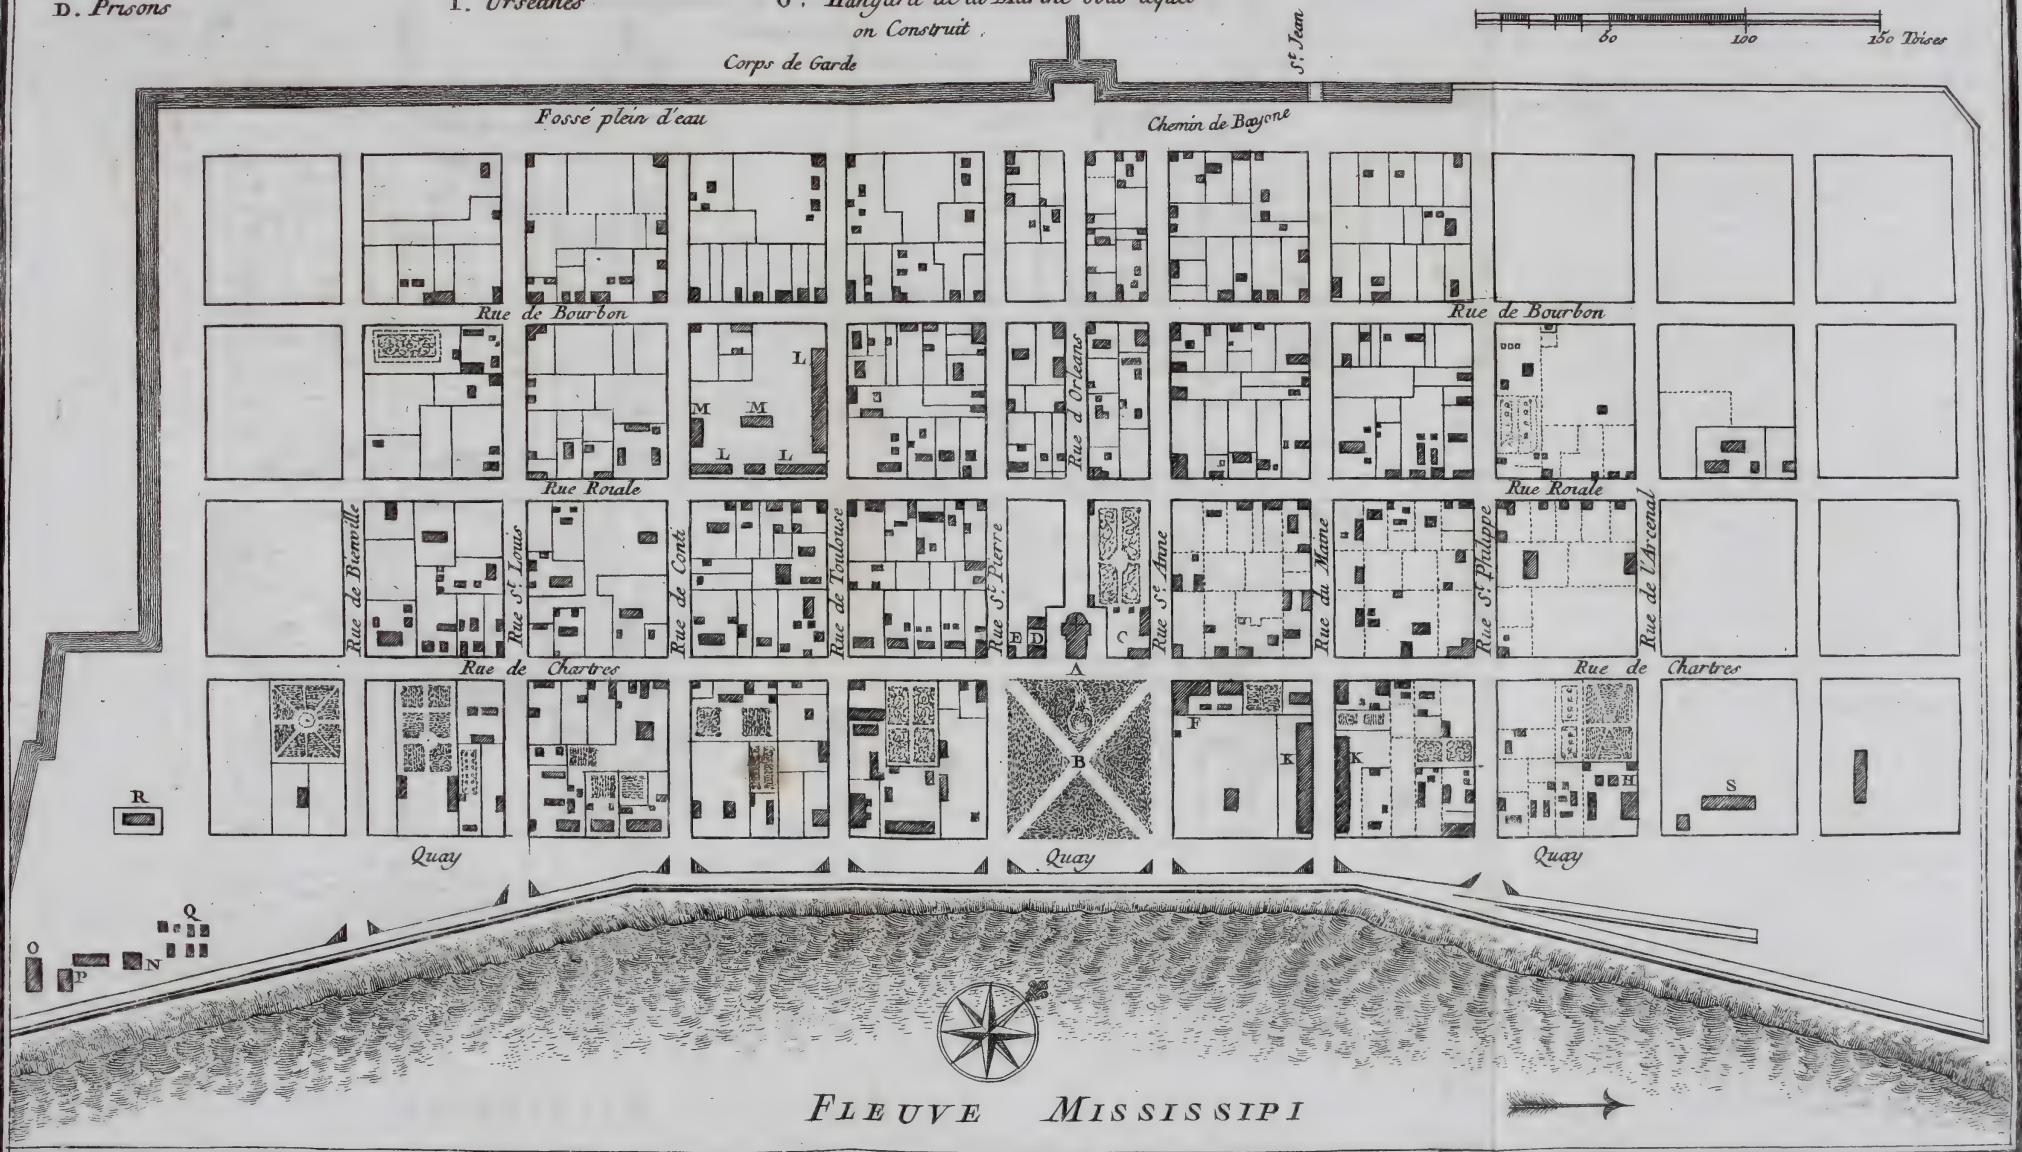 D. Prisons
I. Urselines
on Construit.
50 100 150 Toises
St. Jean
Corps de Garde
Fossé plein d'eau
Chemin de Bayone
Rue de Bourbon
Rue de Bourbon
L
M M
L L
Rue d'Orleans
Rue Roiale
Rue Roiale
Rue de Bienville
Rue St. Louis
Rue de Conti
Rue de Toulouse
Rue St. Pierre
Rue Se. Anne
Rue du Maine
Rue St. Philippe
Rue de l'Arcenal
E D
C
A
Rue de Chartres
Rue de Chartres
F
B
K K
H
S
R
Quay
Quay
Quay
Q
O
P
N
FLEUVE MISSISSIPI